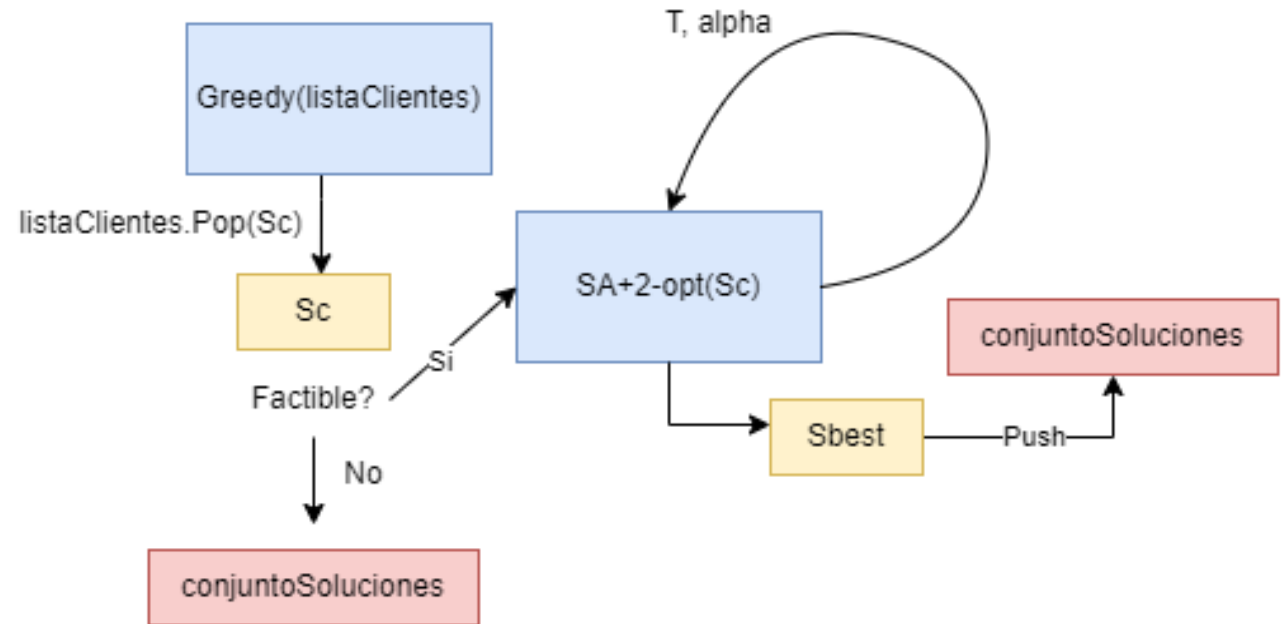 T, alpha
Greedy(listaClientes)
listaClientes.Pop(Sc)
Sc
SA+2-opt(Sc)
Si
Factible?
No
conjuntoSoluciones
Sbest
Push
conjuntoSoluciones